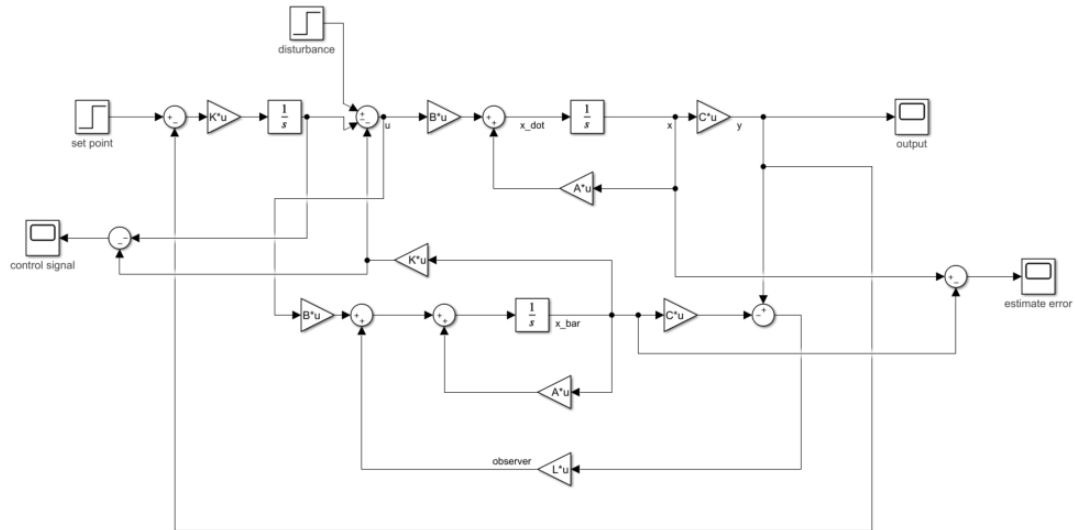 disturbance
set point
K*u
1
s
u
B*u
x_dot
1
s
x
C*u
y
output
A*u
control signal
K*u
estimate error
B*u
1
s
x_bar
C*u
A*u
observer
L*u